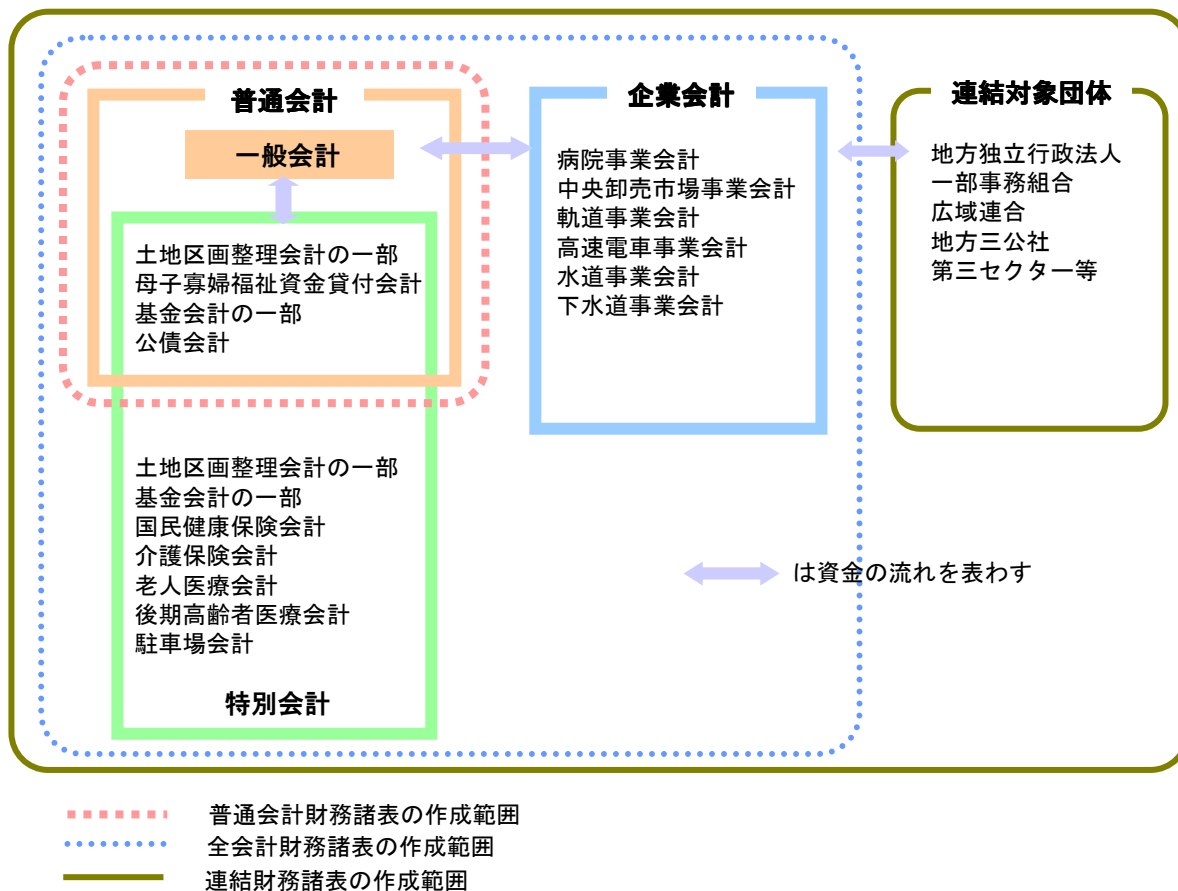 普通会計
一般会計
土地区画整理会計の一部
母子寡婦福祉資金貸付会計
基金会計の一部
公債会計
土地区画整理会計の一部
基金会計の一部
国民健康保険会計
介護保険会計
老人医療会計
後期高齢者医療会計
駐車場会計
特別会計
企業会計
病院事業会計
中央卸売市場事業会計
軌道事業会計
高速電車事業会計
水道事業会計
下水道事業会計
連結対象団体
地方独立行政法人
一部事務組合
広域連合
地方三公社
第三セクター等
は資金の流れを表わす
普通会計財務諸表の作成範囲
全会計財務諸表の作成範囲
連結財務諸表の作成範囲